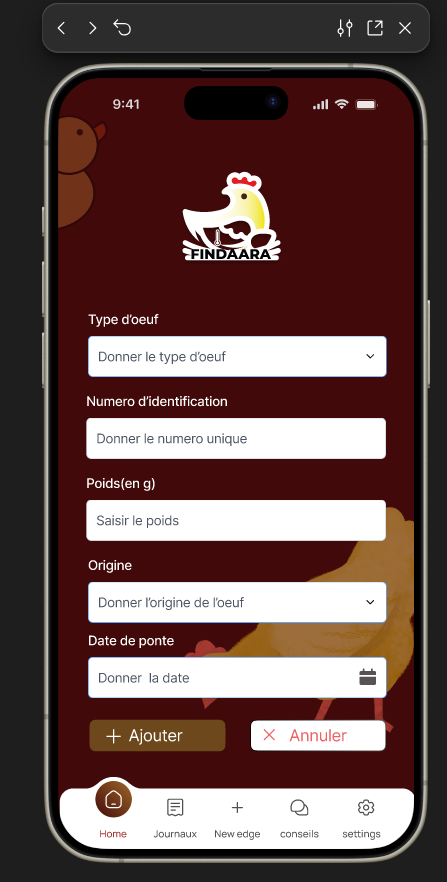 9:41
FINDAARA
Type d'oeuf
Donner le type d'oeuf
Numero d'identification
Donner le numero unique
Poids(en g)
Saisir le poids
Origine
Donner l'origine de l'oeuf
Date de ponte
Donner la date
Ajouter
Annuler
Home Journaux New edge conseils settings